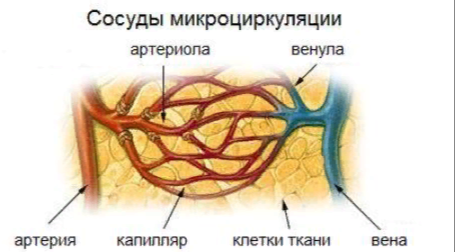 Сосуды микроциркуляции
артериола венула
артерия капилляр клетки ткани вена